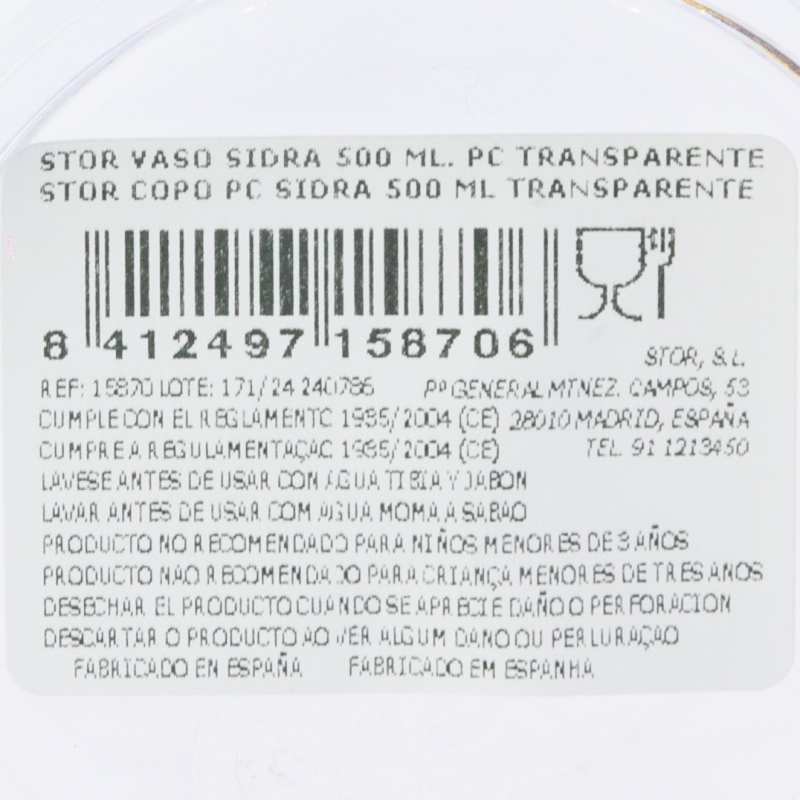 STOR VASO SIDRA 500 ML. PC TRANSPARENTE
STOR COPO PC SIDRA 500 ML TRANSPARENTE
8 412497 158706
STOR, S.L.
REF: 15870 LOTE: 171/24 240786 Pº GENERAL MTNEZ. CAMPOS, 53
CUMPLE CON EL REGLAMENTO 1935/2004 (CE) 28010 MADRID, ESPAÑA
CUMPRE A REGULAMENTAÇAO 1935/2004 (CE) TEL. 91 1213450
LAVESE ANTES DE USAR CON AGUA TIBIA Y JABON
LAVAR ANTES DE USAR COM AGUA MORNA A SABAO
PRODUCTO NO RECOMENDADO PARA NIÑOS MENORES DE 3 AÑOS
PRODUCTO NAO RECOMENDADO PARA CRIANÇA MENORES DE TRES ANOS
DESECHAR EL PRODUCTO CUANDO SE APRECIE DAÑO O PERFORACION
DESCARTAR O PRODUCTO AO VER ALGUM DANO OU PERLURAÇAO
FABRICADO EN ESPAÑA FABRICADO EM ESPANHA